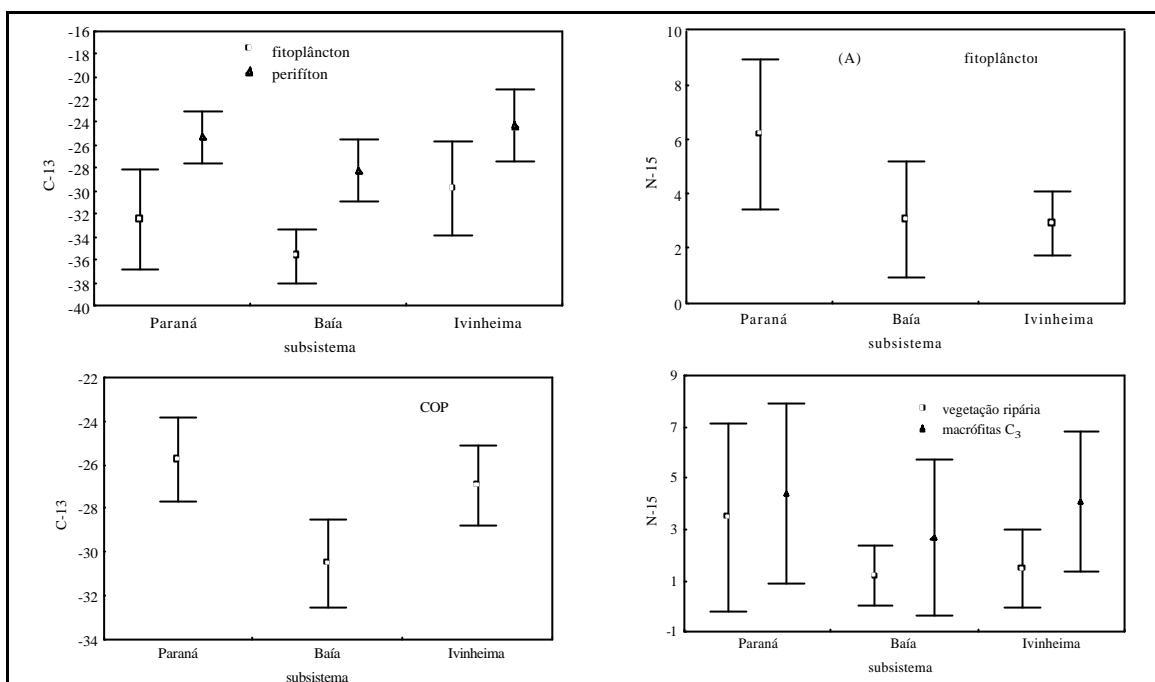 -16
-18
-20
-22
-24
-26
-28
-30
-32
-34
-36
-38
-40
C-13
fitoplâncton
perifíton
Paraná Baía Ivinheima
subsistema
10
8
6
4
2
0
N-15
(A) fitoplâncton
Paraná Baía Ivinheima
subsistema
-22
-24
-26
-28
-30
-32
-34
C-13
COP
Paraná Baía Ivinheima
subsistema
9
7
5
3
1
-1
N-15
vegetação ripária
macrófitas C3
Paraná Baía Ivinheima
subsistema